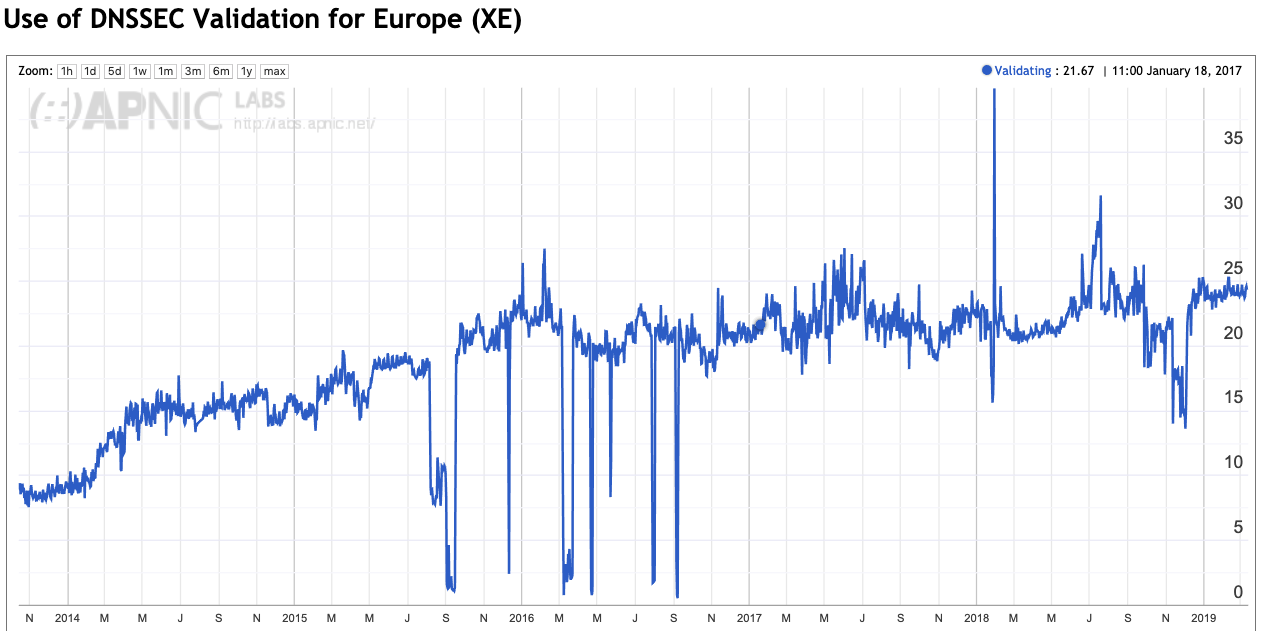 Use of DNSSEC Validation for Europe (XE)
Zoom: 1h 1d 5d 1w 1m 3m 6m 1y max
Validating : 21.67 | 11:00 January 18, 2017
(::)APNIC LABS
http://labs.apnic.net/
35
30
25
20
15
10
5
0
N 2014 M M J S N 2015 M M J S N 2016 M M J S N 2017 M M J S N 2018 M M J S N 2019